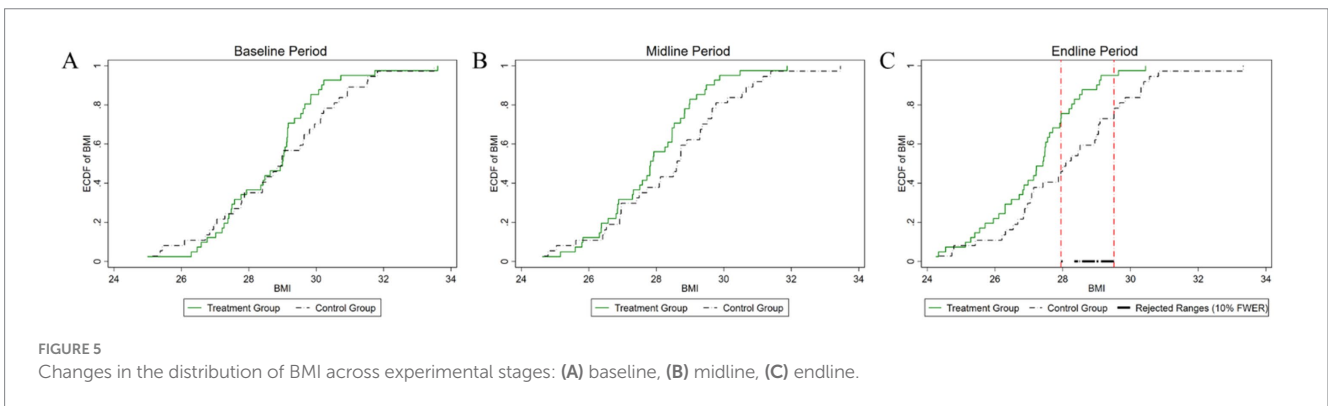 A
Baseline Period
ECDF of BMI
1
.8
.6
.4
.2
0
24 26 28 30 32 34
BMI
Treatment Group Control Group
B
Midline Period
ECDF of BMI
1
.8
.6
.4
.2
0
24 26 28 30 32 34
BMI
Treatment Group Control Group
C
Endline Period
ECDF of BMI
1
.8
.6
.4
.2
0
24 26 28 30 32 34
BMI
Treatment Group Control Group Rejected Ranges (10% FWER)
FIGURE 5
Changes in the distribution of BMI across experimental stages: (A) baseline, (B) midline, (C) endline.